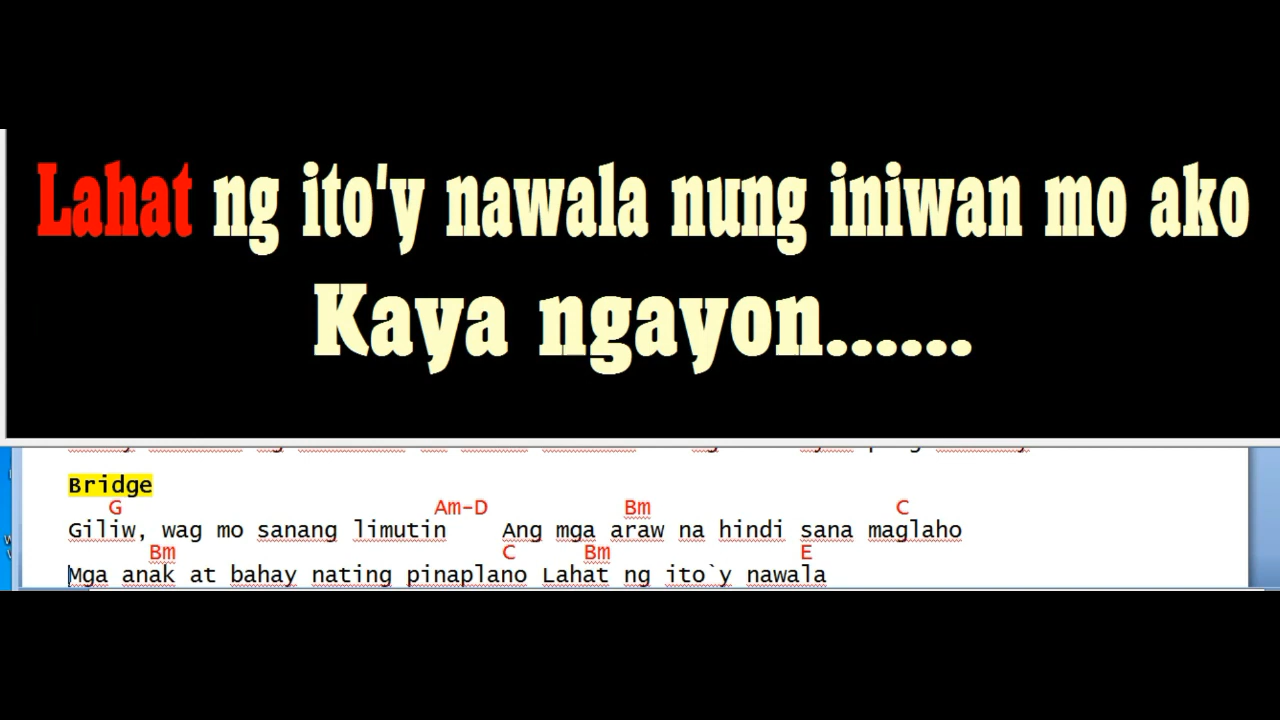 Lahat ng ito'y nawala nung iniwan mo ako
Kaya ngayon......
Bridge
G Am-D Bm C
Giliw, wag mo sanang limutin Ang mga araw na hindi sana maglaho
Bm C Bm E
Mga anak at bahay nating pinaplano Lahat ng ito`y nawala